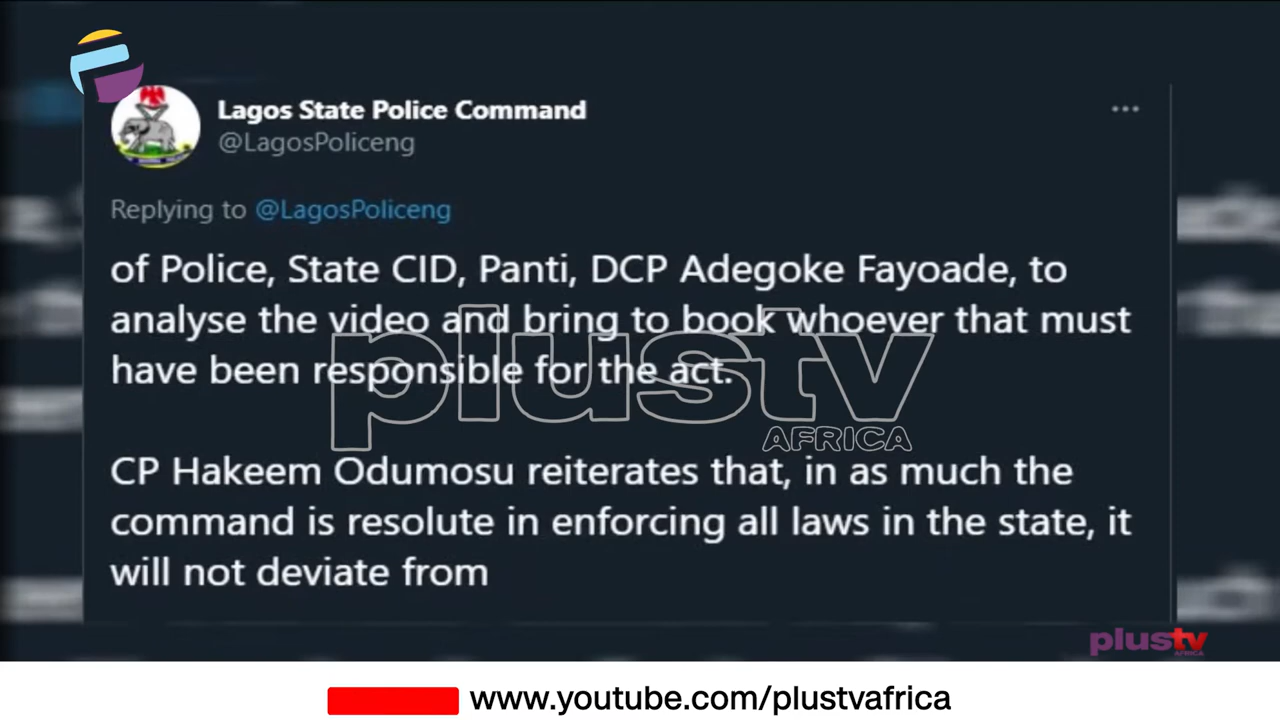 Lagos State Police Command
@LagosPoliceng
Replying to @LagosPoliceng
of Police, State CID, Panti, DCP Adegoke Fayoade, to
analyse the video and bring to book whoever that must
have been responsible for the act.
plustv
AFRICA
CP Hakeem Odumosu reiterates that, in as much the
command is resolute in enforcing all laws in the state, it
will not deviate from
plustv
AFRICA
www.youtube.com/plustvafrica